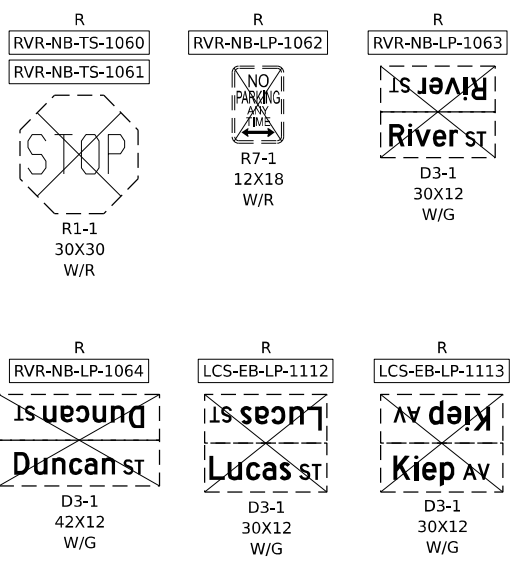 R
RVR-NB-TS-1060
RVR-NB-TS-1061
STOP
R1-1
30X30
W/R
R
RVR-NB-LP-1062
NO
PARKING
ANY
TIME
R7-1
12X18
W/R
R
RVR-NB-LP-1063
River ST
River ST
D3-1
30X12
W/G
R
RVR-NB-LP-1064
Duncan ST
Duncan ST
D3-1
42X12
W/G
R
LCS-EB-LP-1112
Lucas ST
Lucas ST
D3-1
30X12
W/G
R
LCS-EB-LP-1113
Kiep AV
Kiep AV
D3-1
30X12
W/G